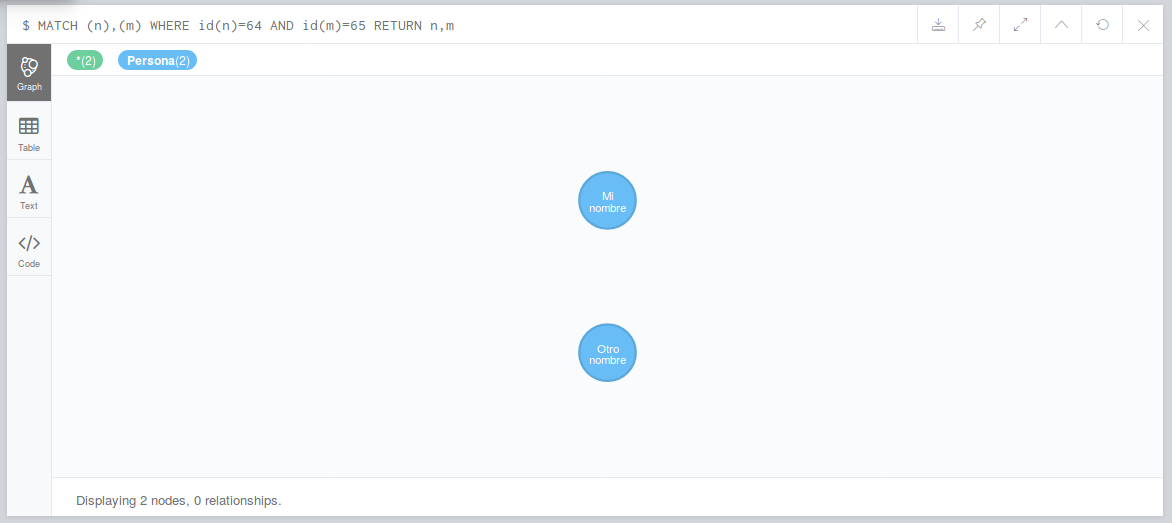 $ MATCH (n),(m) WHERE id(n)=64 AND id(m)=65 RETURN n,m
*(2) Persona(2)
Graph
Table
Text
Code
Mi
nombre
Otro
nombre
Displaying 2 nodes, 0 relationships.